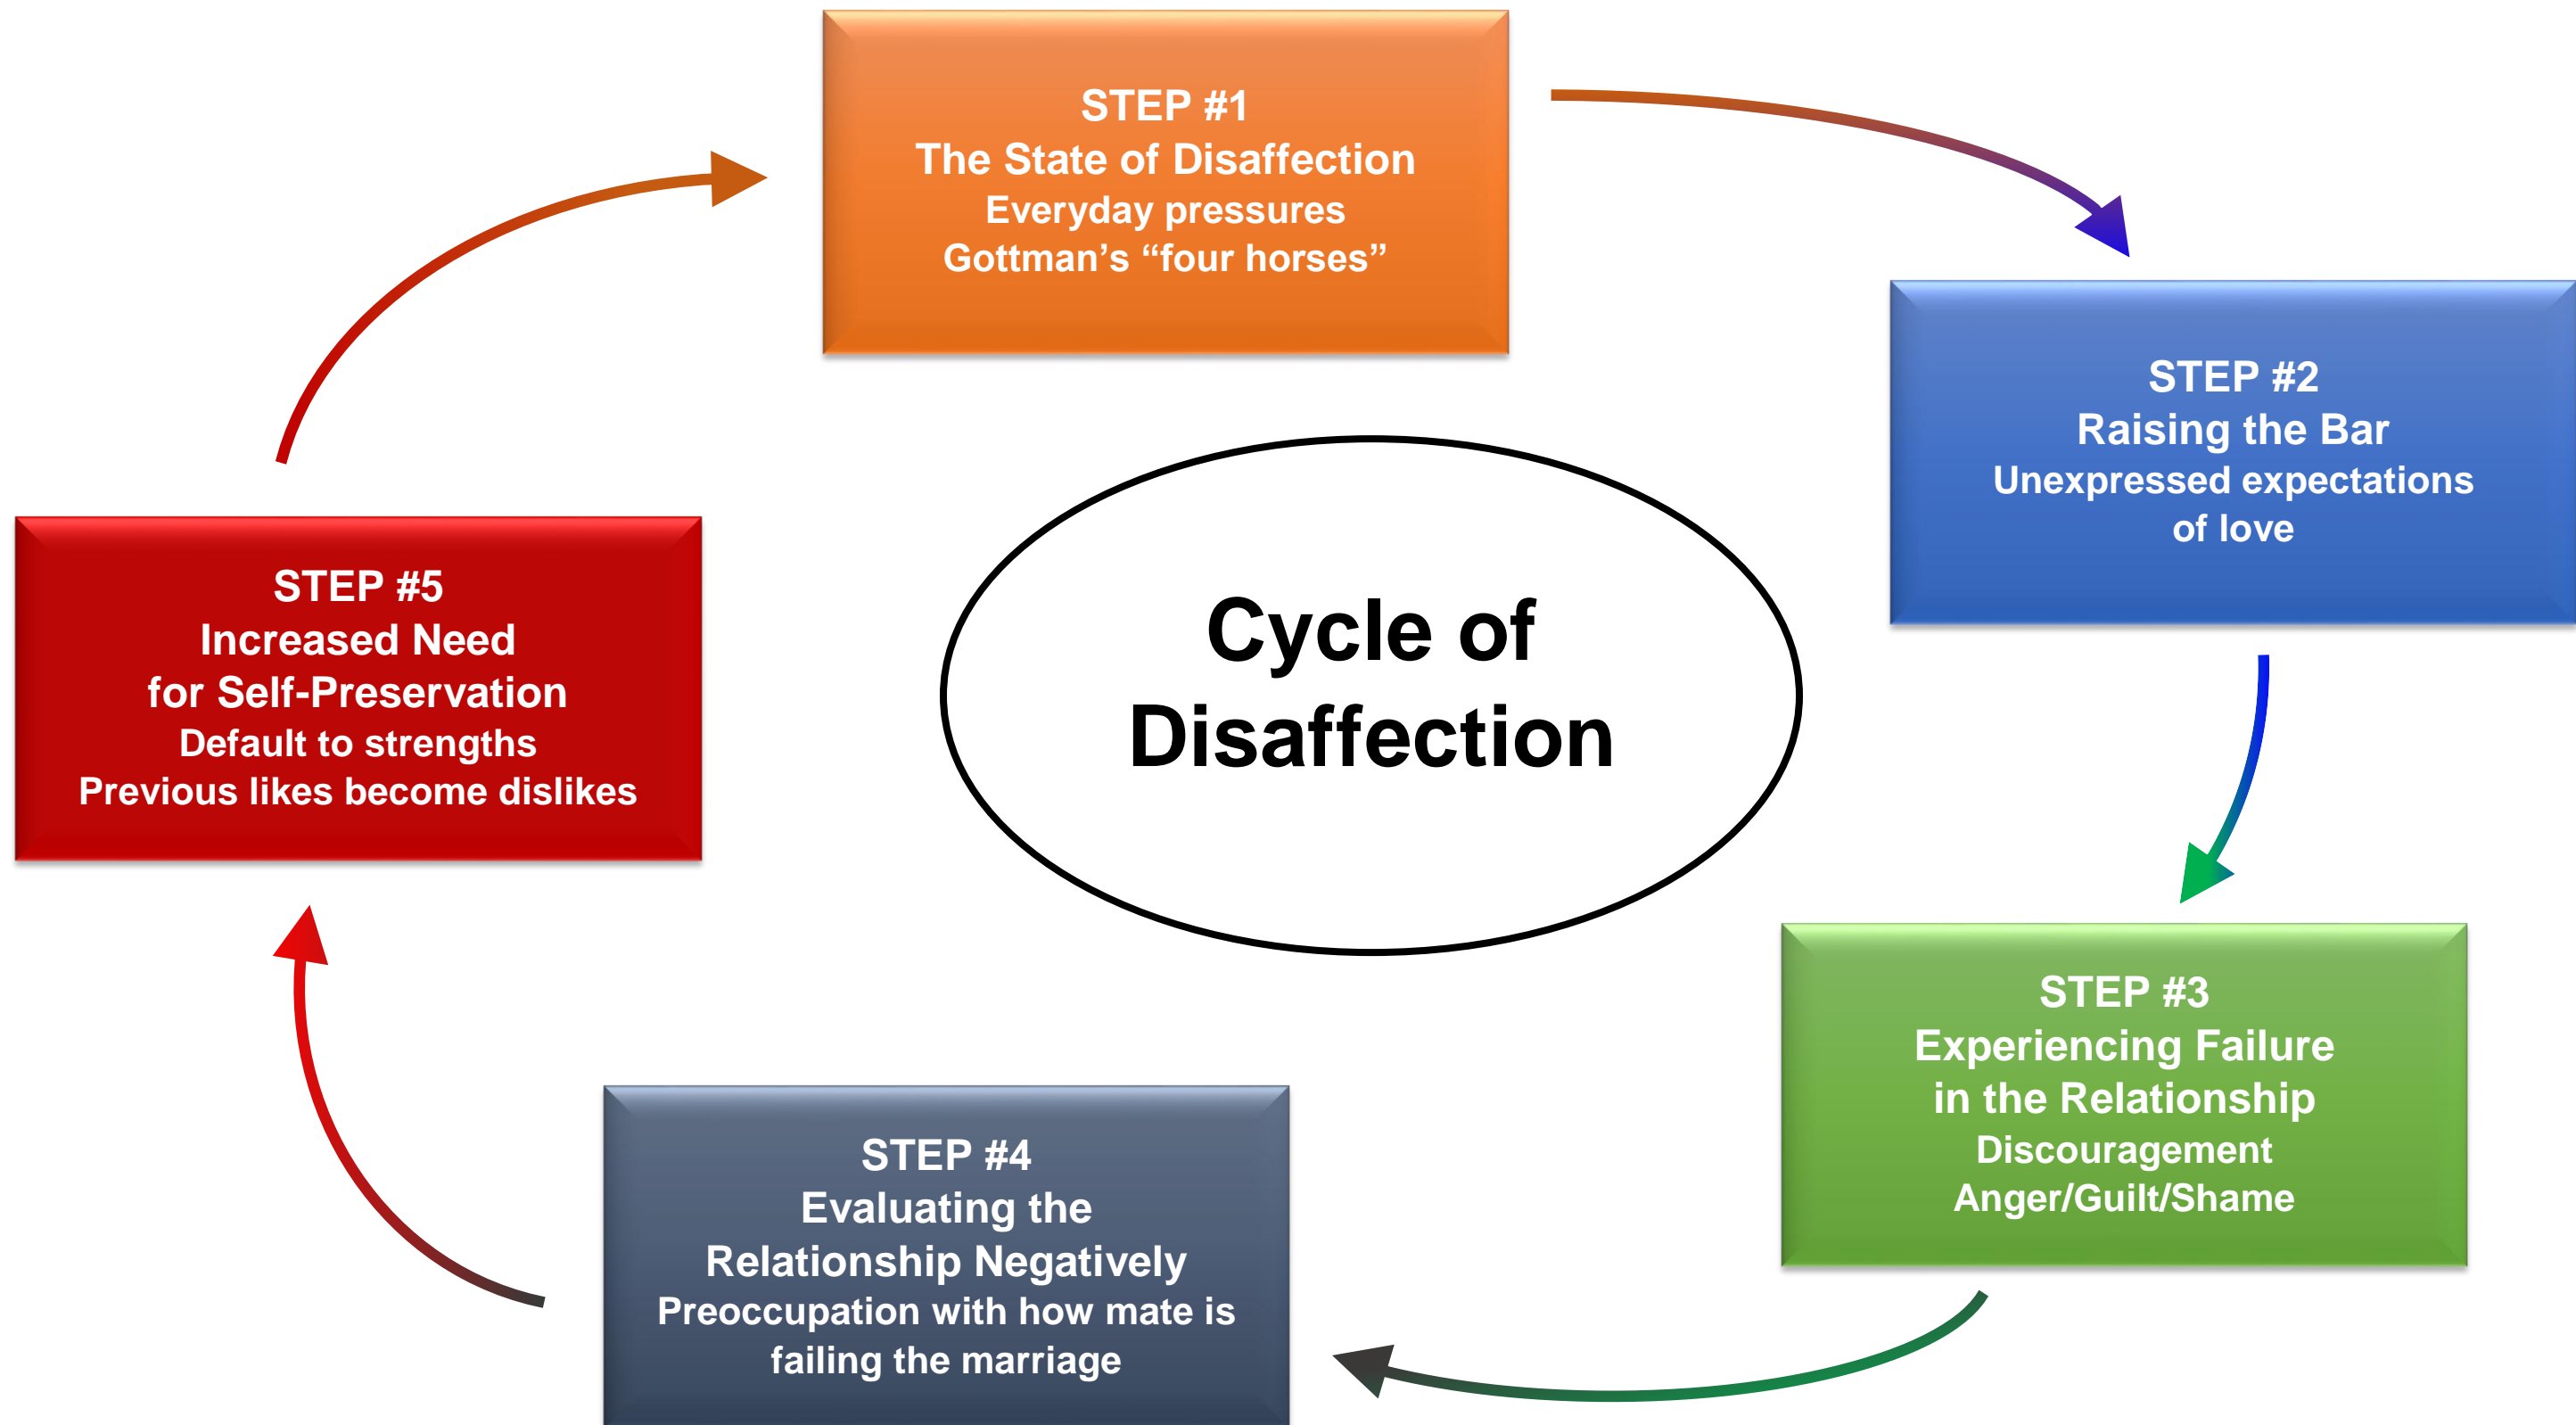 STEP #1
The State of Disaffection
Everyday pressures
Gottman’s “four horses”
STEP #2
Raising the Bar
Unexpressed expectations
of love
STEP #3
Experiencing Failure
in the Relationship
Discouragement
Anger/Guilt/Shame
STEP #4
Evaluating the
Relationship Negatively
Preoccupation with how mate is
failing the marriage
STEP #5
Increased Need
for Self-Preservation
Default to strengths
Previous likes become dislikes
Cycle of
Disaffection